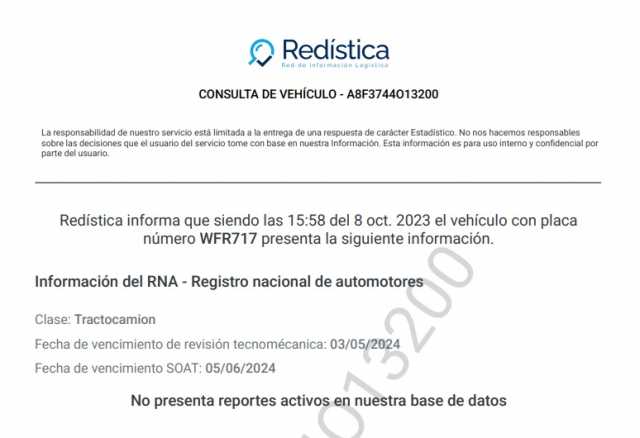 Redística
Red de Información Logística
CONSULTA DE VEHÍCULO - A8F3744O13200
La responsabilidad de nuestro servicio está limitada a la entrega de una respuesta de carácter Estadístico. No nos hacemos responsables
sobre las decisiones que el usuario del servicio tome con base en nuestra Información. Esta información es para uso interno y confidencial por
parte del usuario.
Redística informa que siendo las 15:58 del 8 oct. 2023 el vehículo con placa
número WFR717 presenta la siguiente información.
Información del RNA - Registro nacional de automotores
Clase: Tractocamion
Fecha de vencimiento de revisión tecnomécanica: 03/05/2024
Fecha de vencimiento SOAT: 05/06/2024
No presenta reportes activos en nuestra base de datos
O13200